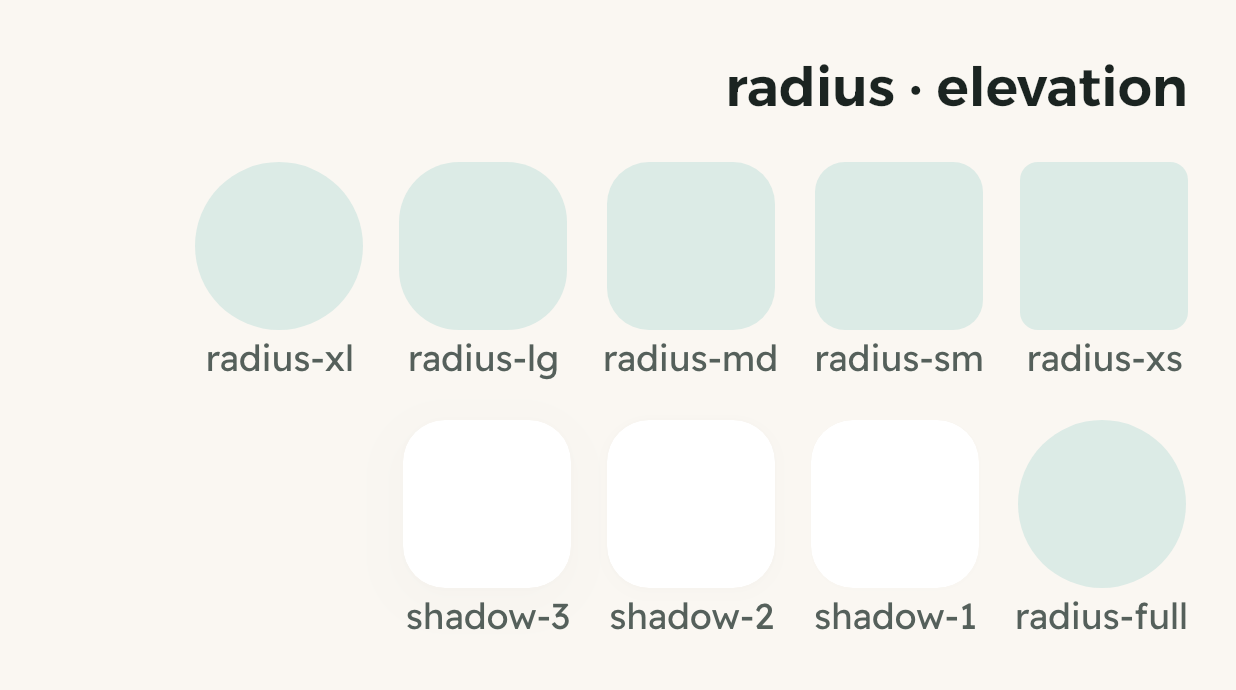 radius · elevation
radius-xl radius-lg radius-md radius-sm radius-xs
shadow-3 shadow-2 shadow-1 radius-full